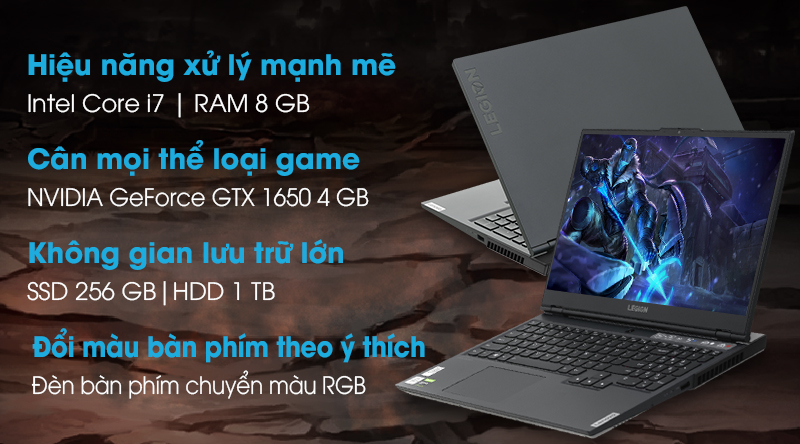 Hiệu năng xử lý mạnh mẽ
Intel Core i7 | RAM 8 GB
Cân mọi thể loại game
NVIDIA GeForce GTX 1650 4 GB
Không gian lưu trữ lớn
SSD 256 GB|HDD 1 TB
Đổi màu bàn phím theo ý thích
Đèn bàn phím chuyển màu RGB
LEGION
LEGION